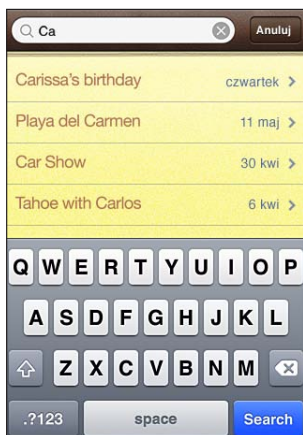 Ca
Anuluj
Carissa's birthday czwartek
Playa del Carmen 11 maj
Car Show 30 kwi
Tahoe with Carlos 6 kwi
Q W E R T Y U I O P
A S D F G H J K L
Z X C V B N M
.?123 space Search